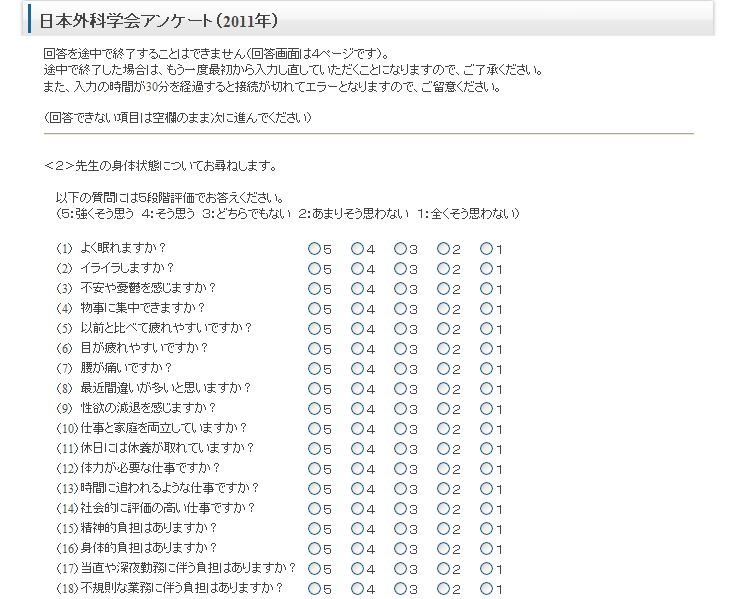 日本外科学会アンケート(2011年)
回答を途中で終了することはできません(回答画面は4ページです)。
途中で終了した場合は、もう一度最初から入力し直していただくことになりますので、ご了承ください。
また、入力の時間が30分を経過すると接続が切れてエラーとなりますので、ご留意ください。
(回答できない項目は空欄のまま次に進んでください)
<2>先生の身体状態についてお尋ねします。
以下の質問には5段階評価でお答えください。
(5:強くそう思う 4:そう思う 3:どちらでもない 2:あまりそう思わない 1:全くそう思わない)
(1) よく眠れますか? 5 4 3 2 1
(2) イライラしますか? 5 4 3 2 1
(3) 不安や憂鬱を感じますか? 5 4 3 2 1
(4) 物事に集中できますか? 5 4 3 2 1
(5) 以前と比べて疲れやすいですか? 5 4 3 2 1
(6) 目が疲れやすいですか? 5 4 3 2 1
(7) 腰が痛いですか? 5 4 3 2 1
(8) 最近間違いが多いと思いますか? 5 4 3 2 1
(9) 性欲の減退を感じますか? 5 4 3 2 1
(10)仕事と家庭を両立していますか? 5 4 3 2 1
(11)休日には休養が取れていますか? 5 4 3 2 1
(12)体力が必要な仕事ですか? 5 4 3 2 1
(13)時間に追われるような仕事ですか? 5 4 3 2 1
(14)社会的に評価の高い仕事ですか? 5 4 3 2 1
(15)精神的負担はありますか? 5 4 3 2 1
(16)身体的負担はありますか? 5 4 3 2 1
(17)当直や深夜勤務に伴う負担はありますか? 5 4 3 2 1
(18)不規則な業務に伴う負担はありますか? 5 4 3 2 1